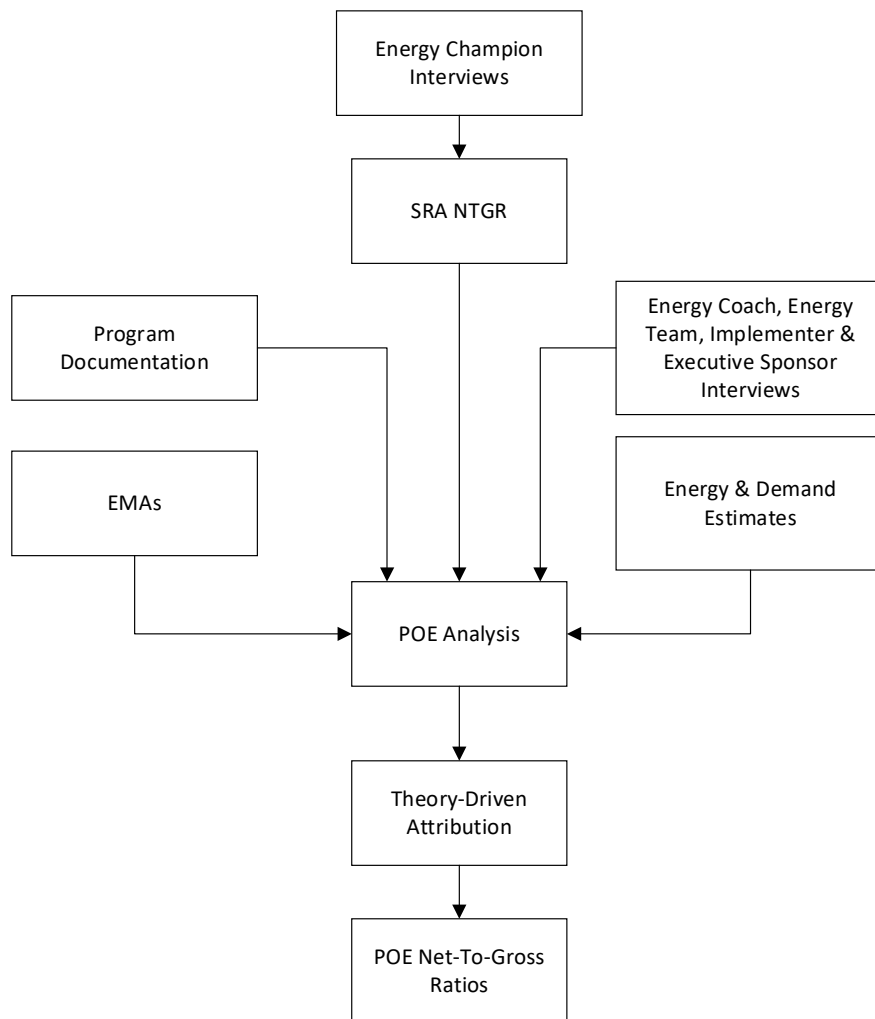 Energy Champion
Interviews
SRA NTGR
Program
Documentation
Energy Coach, Energy
Team, Implementer &
Executive Sponsor
Interviews
EMAs
Energy & Demand
Estimates
POE Analysis
Theory-Driven
Attribution
POE Net-To-Gross
Ratios